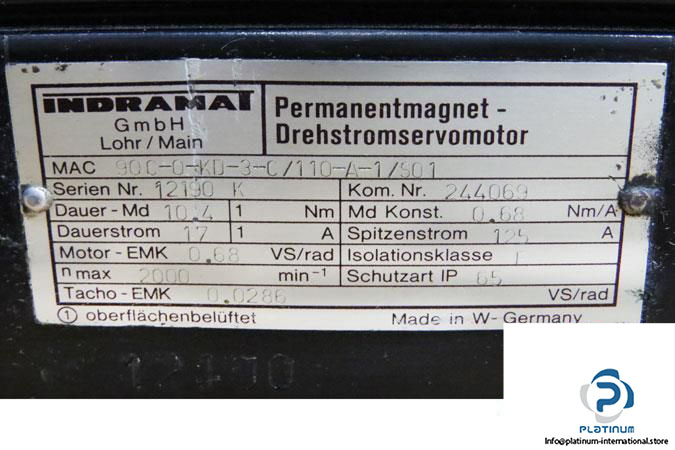 INDRAMAT
GmbH
Lohr / Main
Permanentmagnet -
Drehstromservomotor
MAC 90C-0-KD-3-C/110-A-1/S01
Serien Nr. 12190 K
Kom. Nr. 244069
Dauer - Md 10.4 1 Nm
Md Konst. 0.68 Nm/A
Dauerstrom 17 1 A
Spitzenstrom 125 A
Motor - EMK 0.68 VS/rad
Isolationsklasse F
n max 2000 min⁻¹
Schutzart IP 65
Tacho - EMK 0.0286 VS/rad
① oberflächenbelüftet
Made in W- Germany
12190
PLATINUM
Info@platinum-international.store